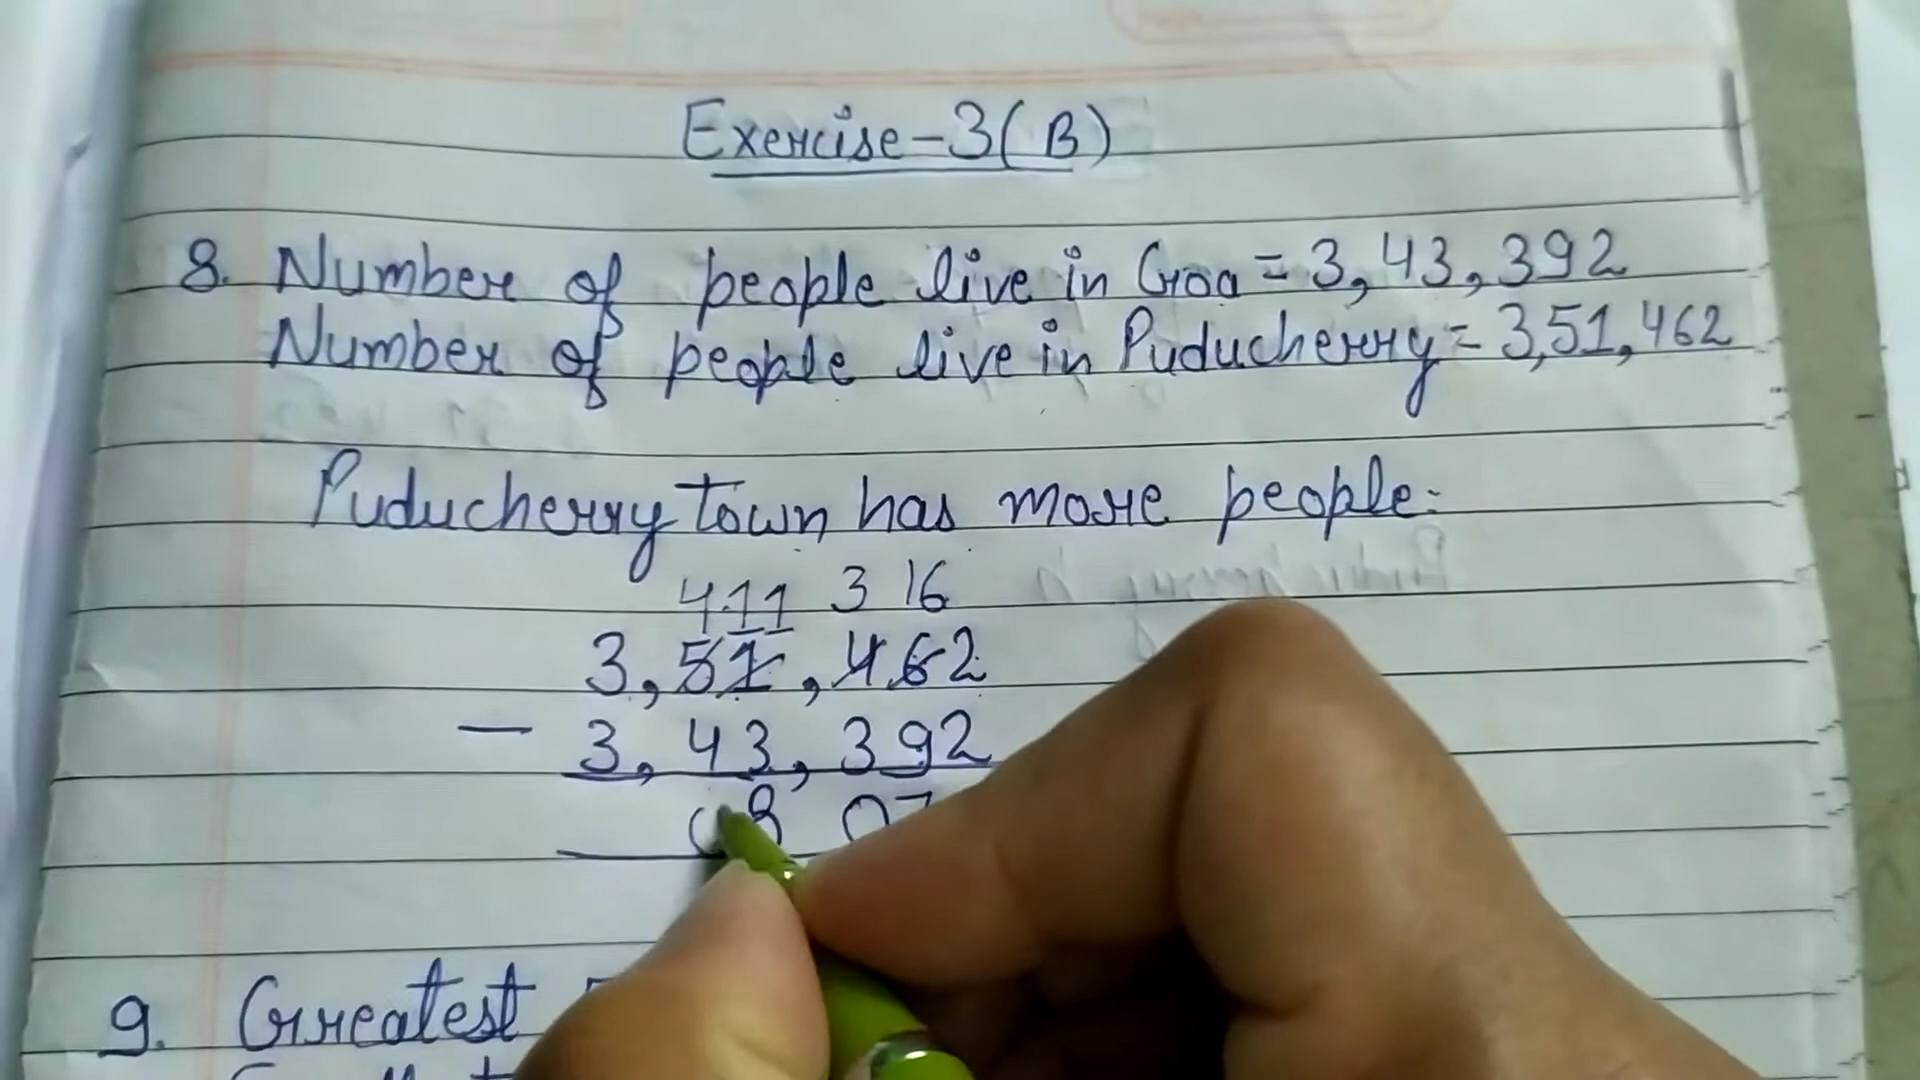 Exercise-3(B)
8. Number of people live in Goa = 3,43,392
Number of people live in Puducherry = 3,51,462
Puducherry town has more people.
4 11 3 16
3,51,462
- 3,43,392
08 07
9. Greatest